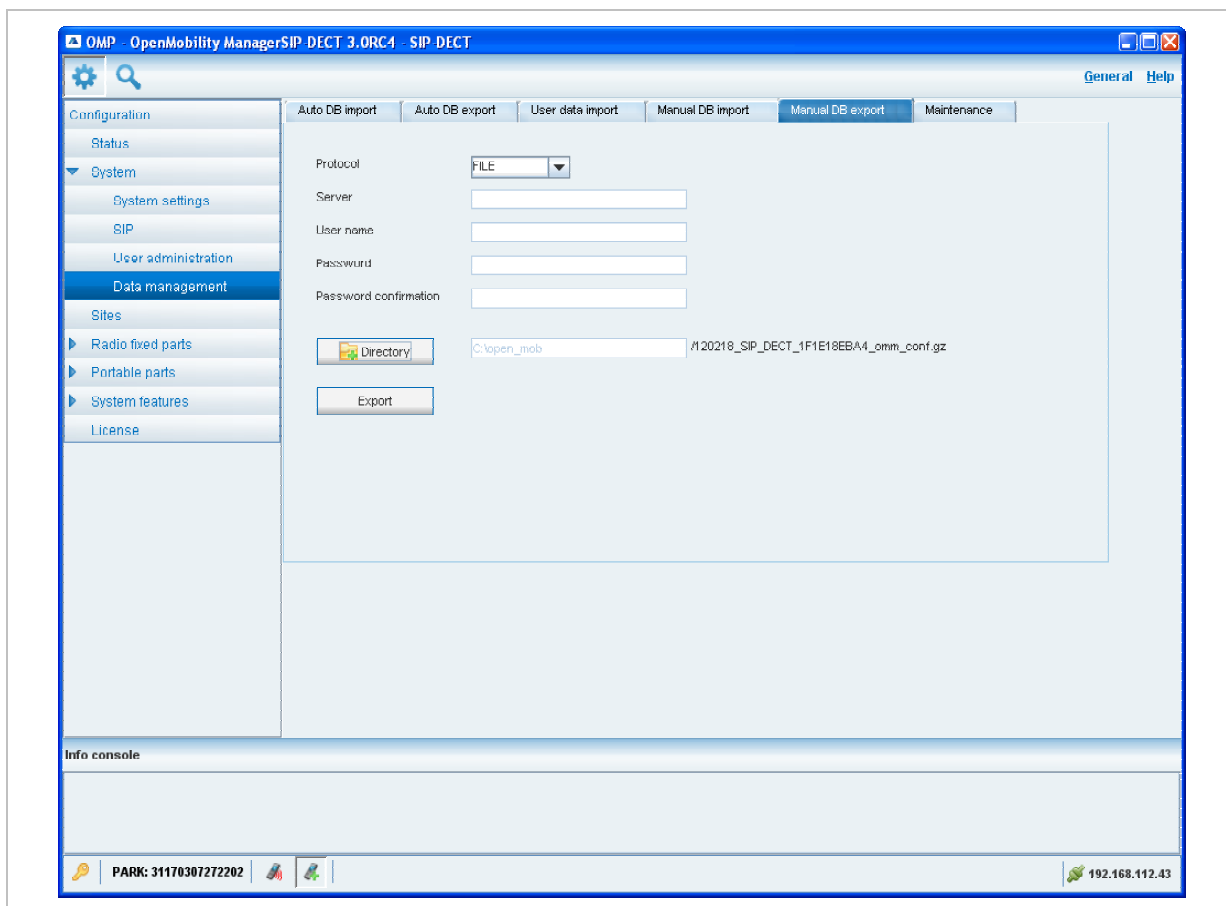 OMP - OpenMobility ManagerSIP-DECT 3.0RC4 - SIP-DECT
General Help
Configuration
Status
System
System settings
SIP
User administration
Data management
Sites
Radio fixed parts
Portable parts
System features
License
Auto DB import
Auto DB export
User data import
Manual DB import
Manual DB export
Maintenance
Protocol
FILE
Server
User name
Password
Password confirmation
Directory
C:\open_mob
/120218_SIP_DECT_1F1E18EBA4_omm_conf.gz
Export
Info console
PARK: 31170307272202
192.168.112.43